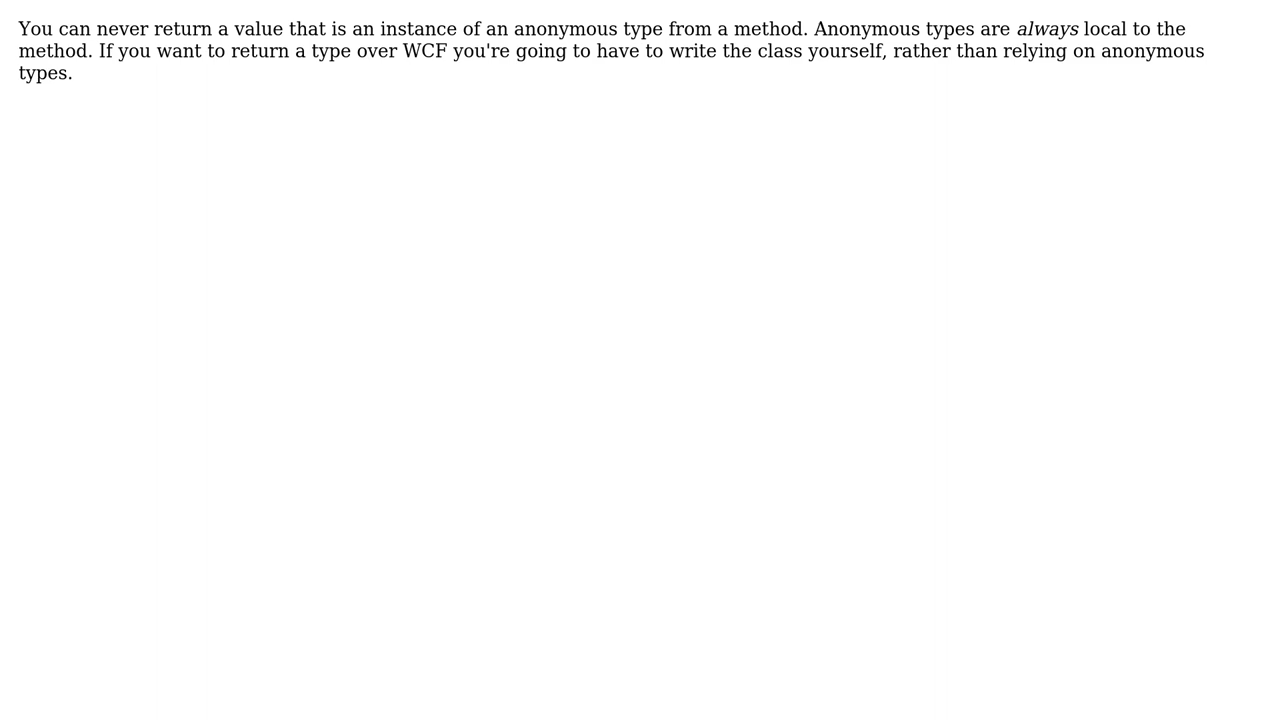 You can never return a value that is an instance of an anonymous type from a method. Anonymous types are always local to the
method. If you want to return a type over WCF you're going to have to write the class yourself, rather than relying on anonymous
types.